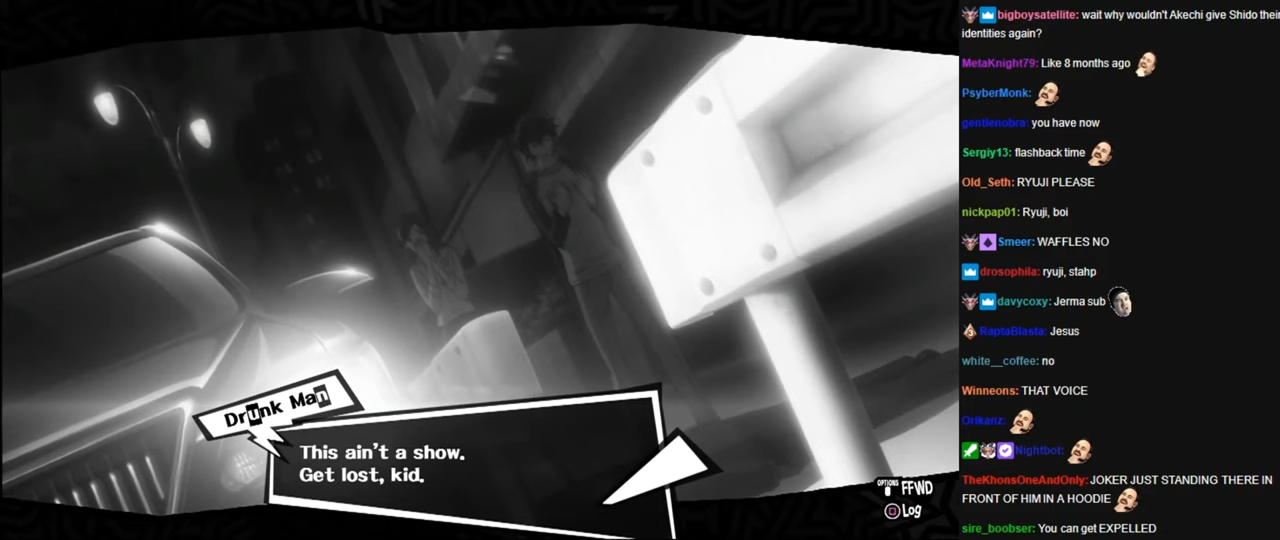 Drunk Man
This ain't a show.
Get lost, kid.
OPTIONS FFWD
Log
bigboysatellite: wait why wouldn't Akechi give Shido their
identities again?
MetaKnight79: Like 8 months ago
PsyberMonk:
gentlenobra: you have now
Sergiy13: flashback time
Old_Seth: RYUJI PLEASE
nickpap01: Ryuji, boi
Smeer: WAFFLES NO
drosophila: ryuji, stahp
davycoxy: Jerma sub
3 RaptaBlasta: Jesus
white__coffee: no
Winneons: THAT VOICE
Orikanz:
Nightbot:
TheKhonsOneAndOnly: JOKER JUST STANDING THERE IN
FRONT OF HIM IN A HOODIE
sire_boobser: You can get EXPELLED